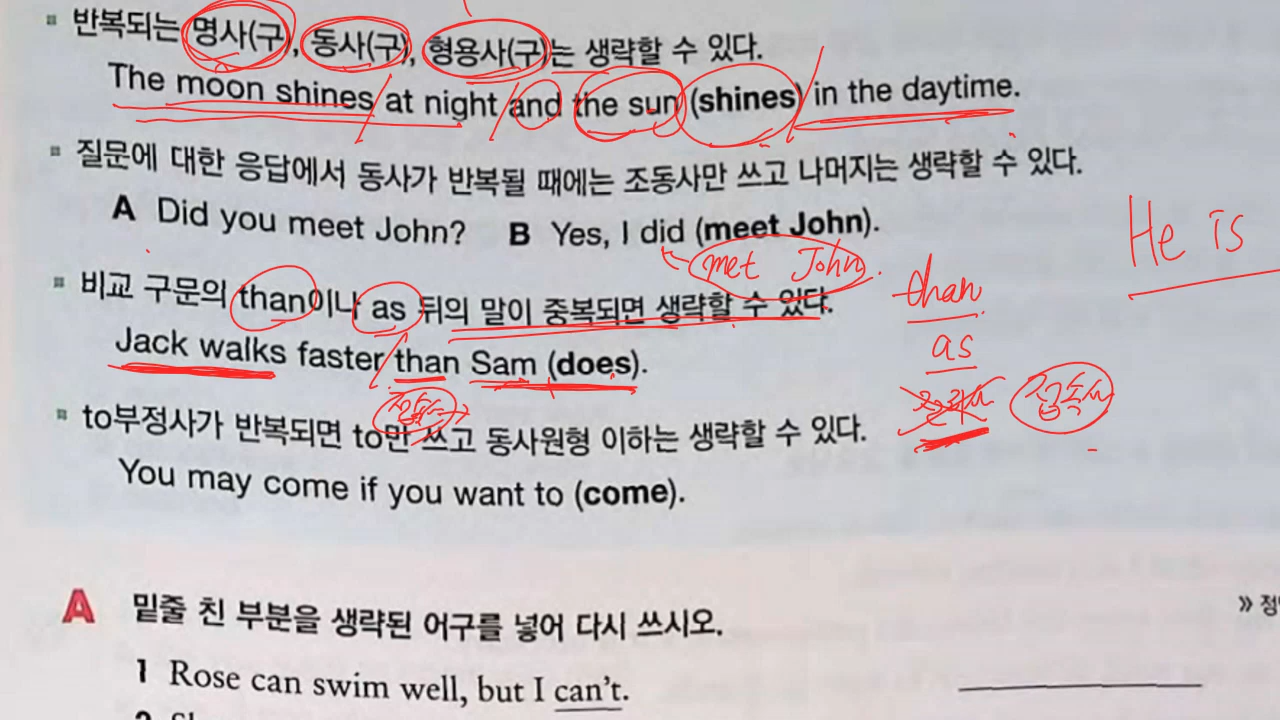 ▪ 반복되는 명사(구), 동사(구), 형용사(구)는 생략할 수 있다.
The moon shines at night and the sun (shines) in the daytime.
▪ 질문에 대한 응답에서 동사가 반복될 때에는 조동사만 쓰고 나머지는 생략할 수 있다.
A Did you meet John? B Yes, I did (meet John).
He is
met John.
▪ 비교 구문의 than이나 as 뒤의 말이 중복되면 생략할 수 있다.
than
Jack walks faster than Sam (does).
as
접속사
접속
▪ to부정사가 반복되면 to만 쓰고 동사원형 이하는 생략할 수 있다.
You may come if you want to (come).
A 밑줄 친 부분을 생략된 어구를 넣어 다시 쓰시오.
1 Rose can swim well, but I can't.